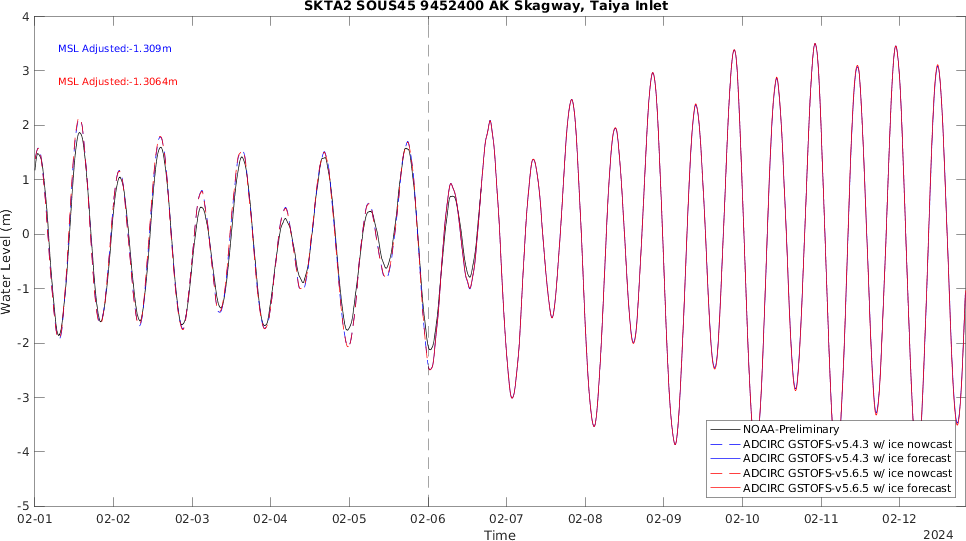 SKTA2 SOUS45 9452400 AK Skagway, Taiya Inlet
4
MSL Adjusted:-1.309m
3
MSL Adjusted:-1.3064m
2
1
0
Water Level (m)
-1
-2
-3
-4
-5
NOAA-Preliminary
ADCIRC GSTOFS-v5.4.3 w/ ice nowcast
ADCIRC GSTOFS-v5.4.3 w/ ice forecast
ADCIRC GSTOFS-v5.6.5 w/ ice nowcast
ADCIRC GSTOFS-v5.6.5 w/ ice forecast
02-01 02-02 02-03 02-04 02-05 02-06 02-07 02-08 02-09 02-10 02-11 02-12
Time
2024